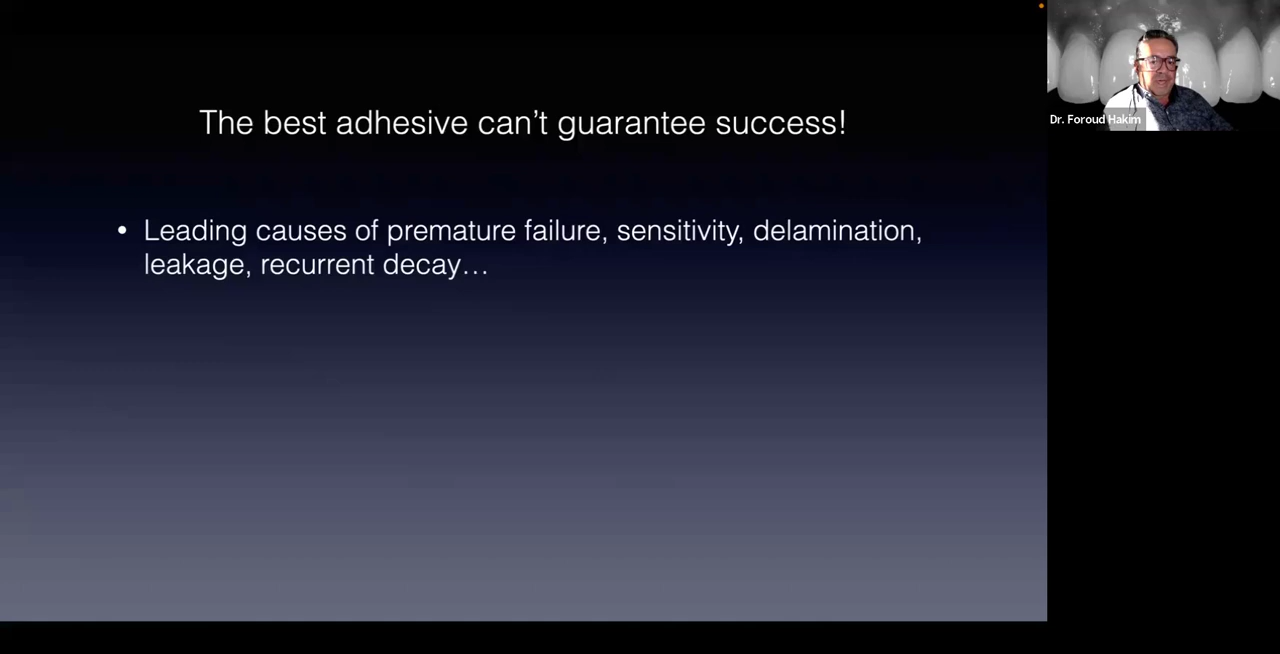 The best adhesive can’t guarantee success!
• Leading causes of premature failure, sensitivity, delamination,
leakage, recurrent decay…
Dr. Foroud Hakim